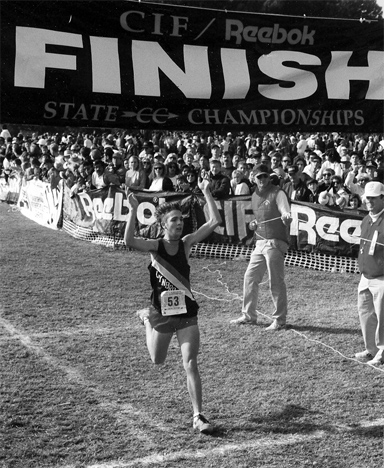 CIF/Reebok
FINISH
STATE CC CHAMPIONSHIPS
Reebok CIF Ree
53